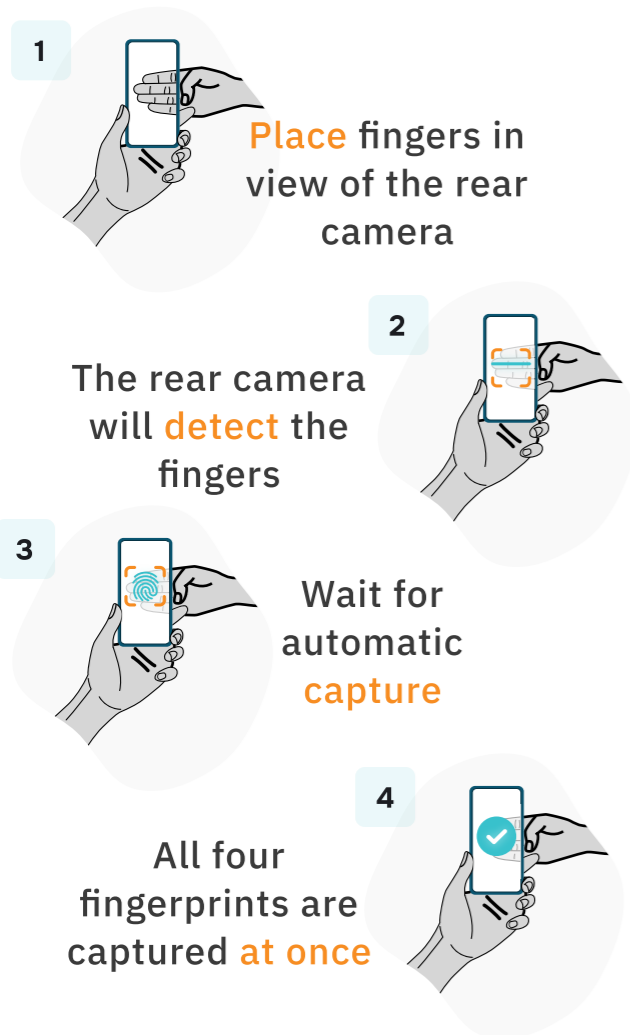 1
Place fingers in
view of the rear
camera
2
The rear camera
will detect the
fingers
3
Wait for
automatic
capture
4
All four
fingerprints are
captured at once